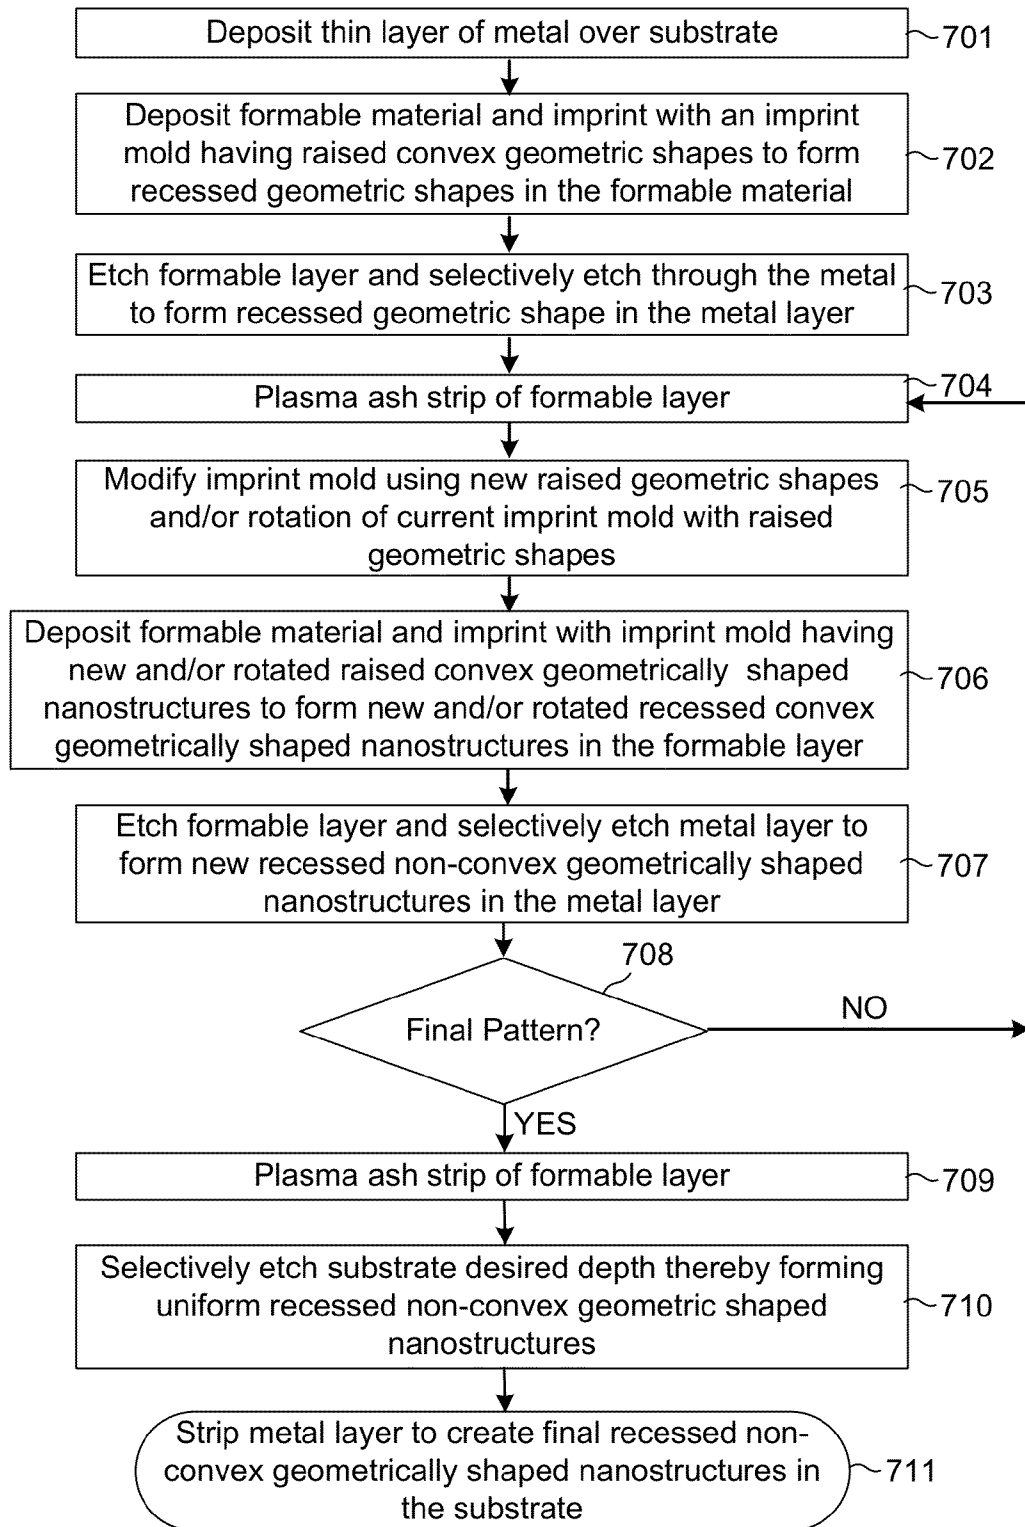 Deposit thin layer of metal over substrate
701
Deposit formable material and imprint with an imprint
mold having raised convex geometric shapes to form
recessed geometric shapes in the formable material
702
Etch formable layer and selectively etch through the metal
to form recessed geometric shape in the metal layer
703
Plasma ash strip of formable layer
704
Modify imprint mold using new raised geometric shapes
and/or rotation of current imprint mold with raised
geometric shapes
705
Deposit formable material and imprint with imprint mold having
new and/or rotated raised convex geometrically shaped
nanostructures to form new and/or rotated recessed convex
geometrically shaped nanostructures in the formable layer
706
Etch formable layer and selectively etch metal layer to
form new recessed non-convex geometrically shaped
nanostructures in the metal layer
707
708
Final Pattern?
NO
YES
Plasma ash strip of formable layer
709
Selectively etch substrate desired depth thereby forming
uniform recessed non-convex geometric shaped
nanostructures
710
Strip metal layer to create final recessed non-
convex geometrically shaped nanostructures in
the substrate
711